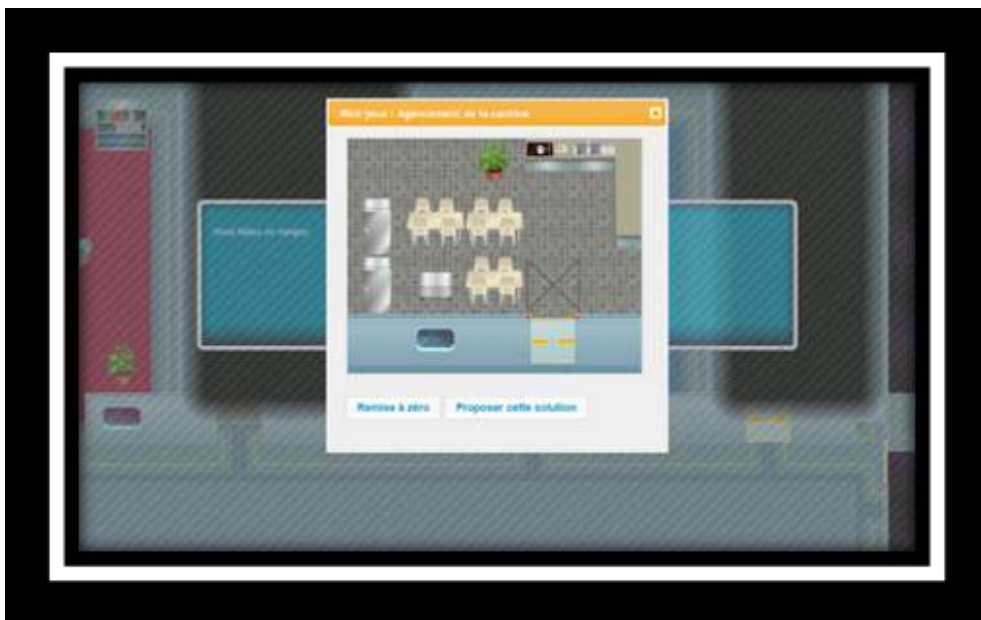 Mini-jeux : Agencement de la cantine
Remise à zéro
Proposer cette solution